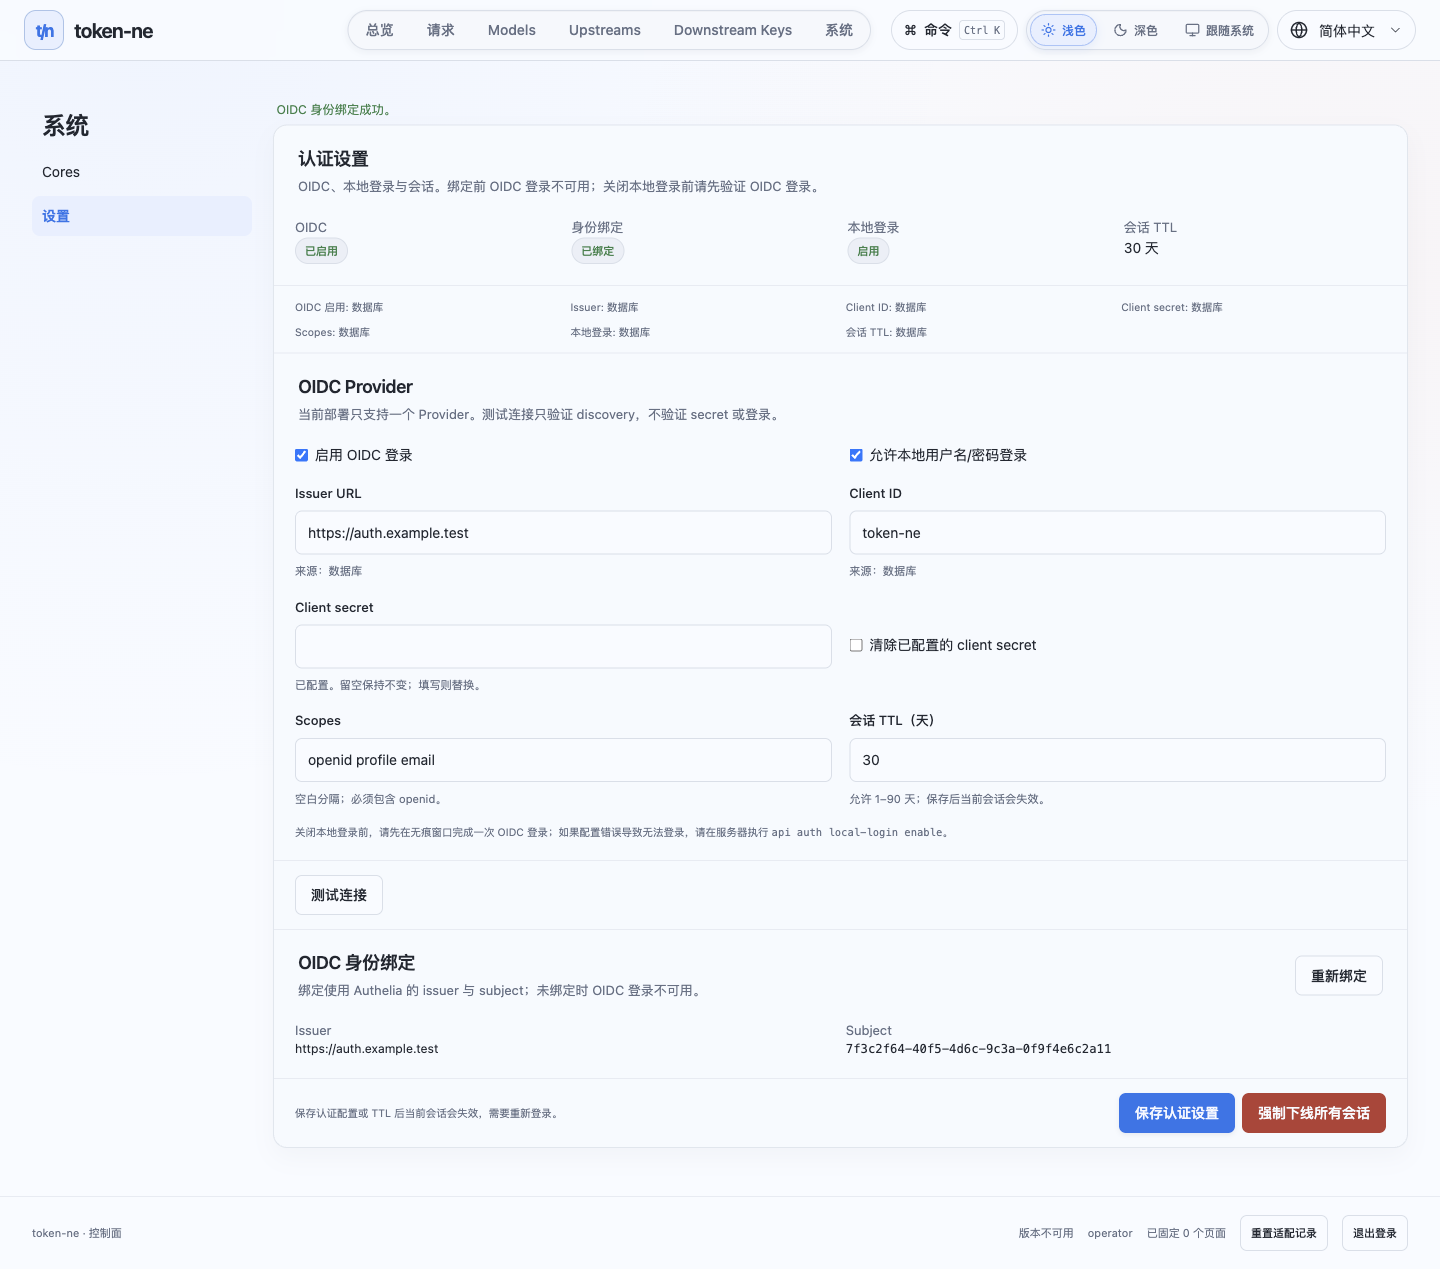 tn token-ne
总览 请求 Models Upstreams Downstream Keys 系统
⌘ 命令 Ctrl K
浅色 深色 跟随系统
简体中文
系统
Cores
设置
OIDC 身份绑定成功。
认证设置
OIDC、本地登录与会话。绑定前 OIDC 登录不可用；关闭本地登录前请先验证 OIDC 登录。
OIDC 身份绑定 本地登录 会话 TTL
已启用 已绑定 启用 30 天
OIDC 启用: 数据库 Issuer: 数据库 Client ID: 数据库 Client secret: 数据库
Scopes: 数据库 本地登录: 数据库 会话 TTL: 数据库
OIDC Provider
当前部署只支持一个 Provider。测试连接只验证 discovery，不验证 secret 或登录。
启用 OIDC 登录 允许本地用户名/密码登录
Issuer URL Client ID
https://auth.example.test token-ne
来源：数据库 来源：数据库
Client secret
清除已配置的 client secret
已配置。留空保持不变；填写则替换。
Scopes 会话 TTL（天）
openid profile email 30
空白分隔；必须包含 openid。 允许 1–90 天；保存后当前会话会失效。
关闭本地登录前，请先在无痕窗口完成一次 OIDC 登录；如果配置错误导致无法登录，请在服务器执行 api auth local-login enable。
测试连接
OIDC 身份绑定
绑定使用 Authelia 的 issuer 与 subject；未绑定时 OIDC 登录不可用。
重新绑定
Issuer Subject
https://auth.example.test 7f3c2f64-40f5-4d6c-9c3a-0f9f4e6c2a11
保存认证配置或 TTL 后当前会话会失效，需要重新登录。
保存认证设置 强制下线所有会话
token-ne · 控制面 版本不可用 operator 已固定 0 个页面 重置适配记录 退出登录